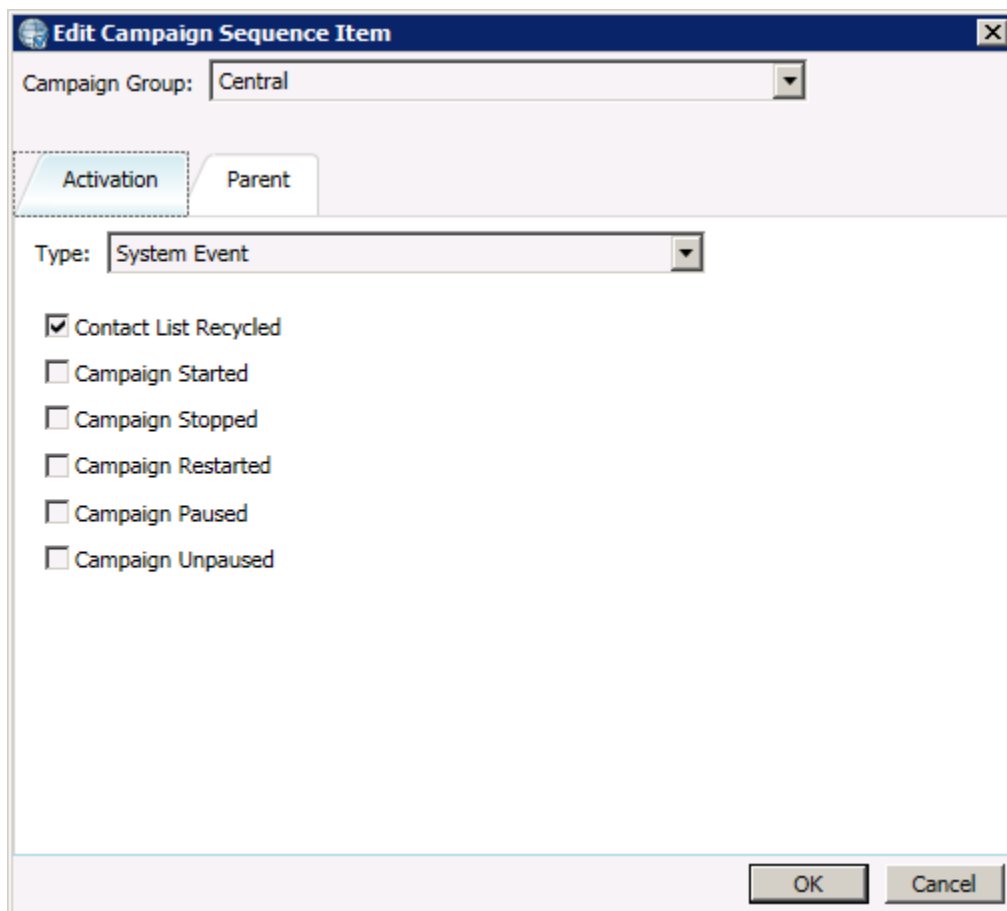 Edit Campaign Sequence Item
Campaign Group: Central
Activation Parent
Type: System Event
Contact List Recycled
Campaign Started
Campaign Stopped
Campaign Restarted
Campaign Paused
Campaign Unpaused
OK Cancel